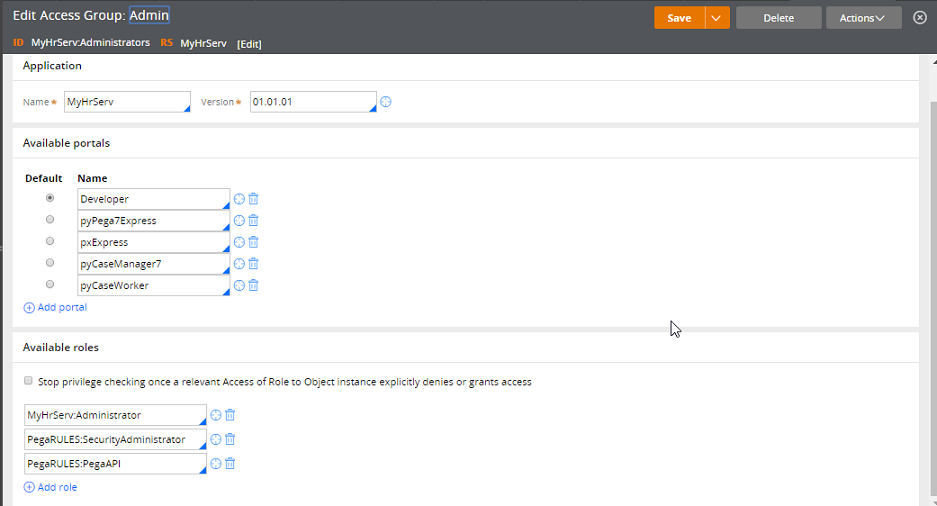 Edit Access Group: Admin Save Delete Actions
ID MyHrServ:Administrators RS MyHrServ [Edit]
Application
Name* MyHrServ Version* 01.01.01
Available portals
Default Name
Developer
pyPega7Express
pxExpress
pyCaseManager7
pyCaseWorker
Add portal
Available roles
Stop privilege checking once a relevant Access of Role to Object instance explicitly denies or grants access
MyHrServ:Administrator
PegaRULES:SecurityAdministrator
PegaRULES:PegaAPI
Add role